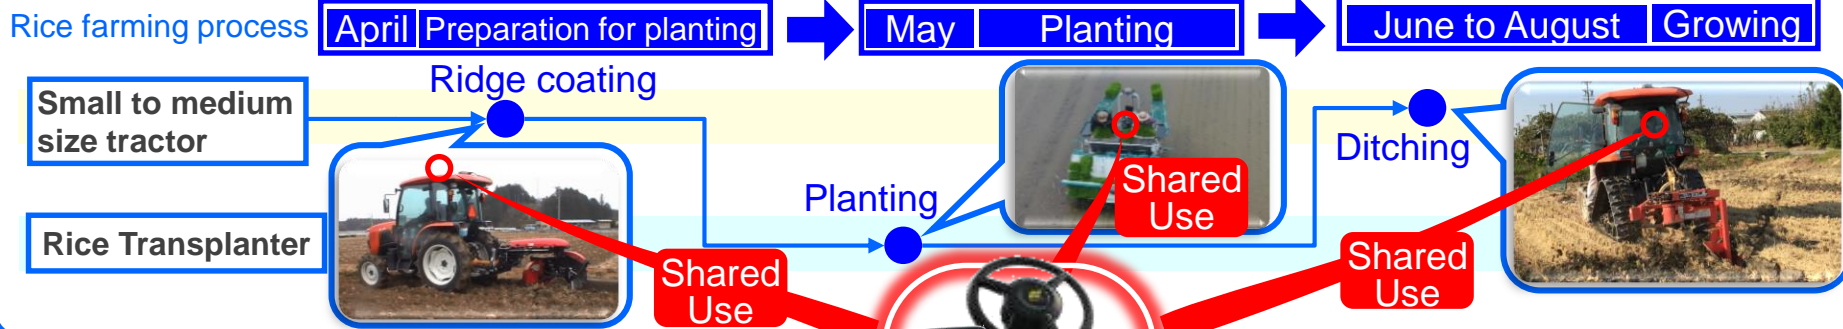 Rice farming process
April Preparation for planting
May Planting
June to August Growing
Small to medium
size tractor
Ridge coating
Ditching
Planting
Rice Transplanter
Shared
Use
Shared
Use
Shared
Use